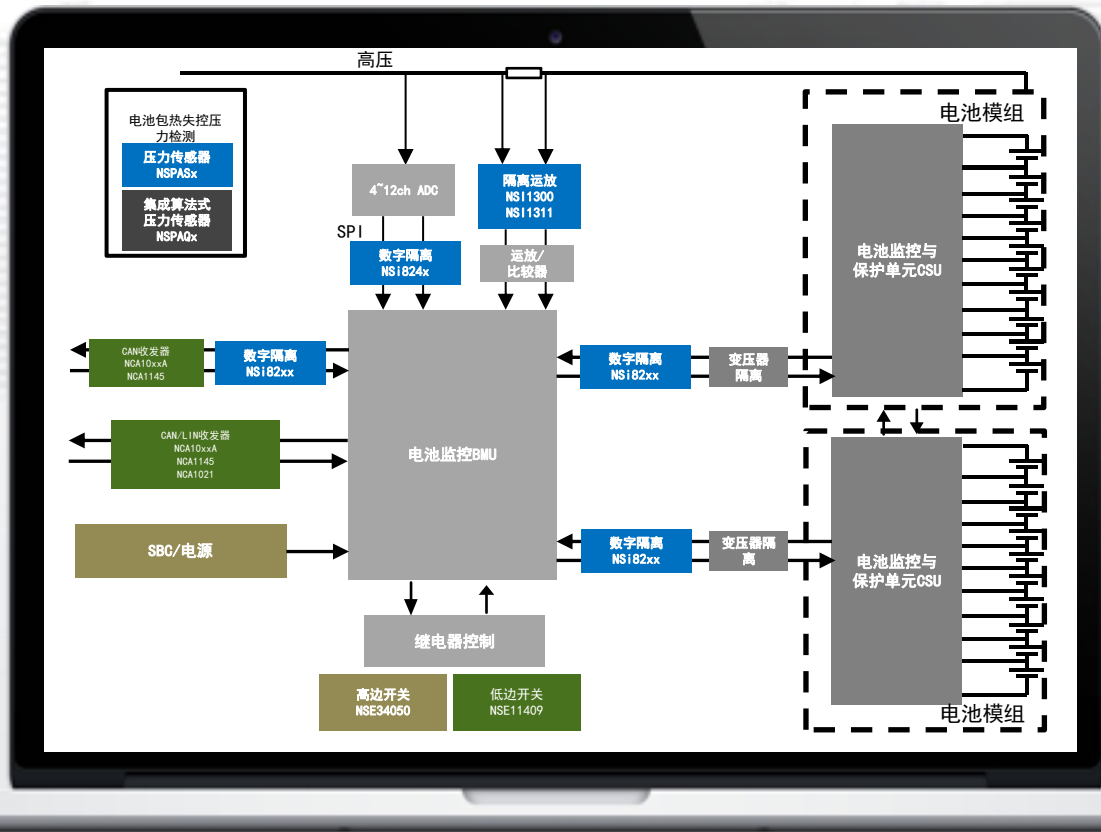 高压
电池包热失控压
力检测
压力传感器
NSPASx
集成算法式
压力传感器
NSPAQx
4~12ch ADC
SPI
数字隔离
NSi824x
隔离运放
NSI1300
NSI1311
运放/
比较器
电池模组
电池监控与
保护单元CSU
CAN收发器
NCA10xxA
NCA1145
数字隔离
NSi82xx
数字隔离
NSi82xx
变压器
隔离
CAN/LIN收发器
NCA10xxA
NCA1145
NCA1021
电池监控BMU
SBC/电源
数字隔离
NSi82xx
变压器隔
离
电池监控与
保护单元CSU
继电器控制
高边开关
NSE34050
低边开关
NSE11409
电池模组